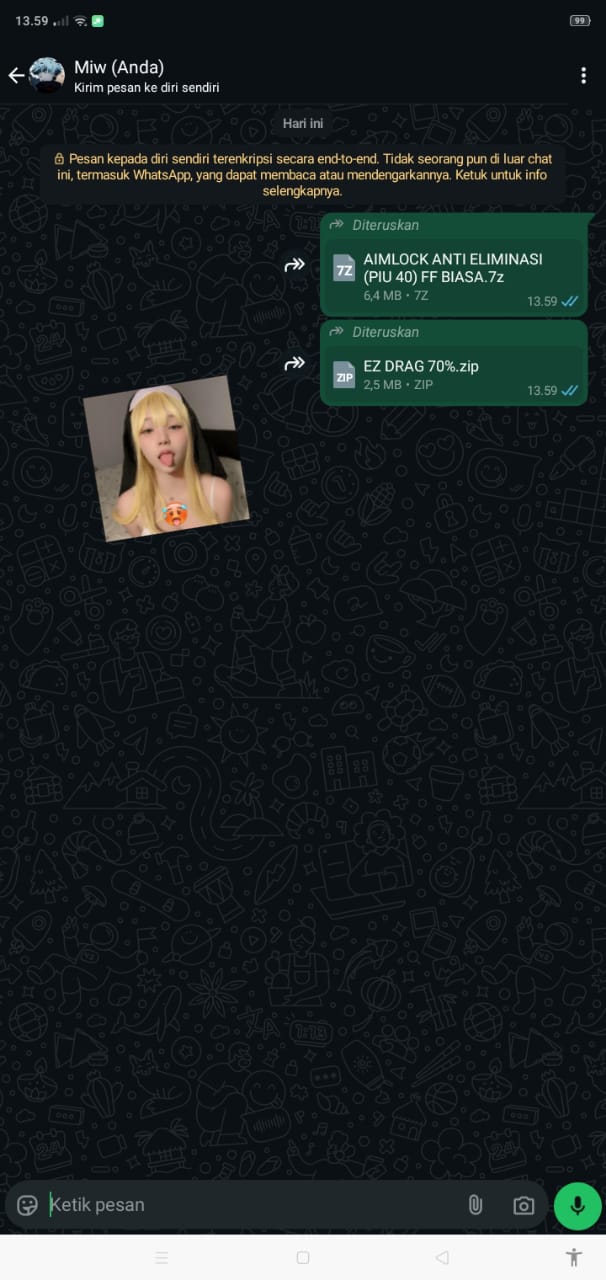 13.59
99
Miw (Anda)
Kirim pesan ke diri sendiri
Hari ini
Pesan kepada diri sendiri terenkripsi secara end-to-end. Tidak seorang pun di luar chat
ini, termasuk WhatsApp, yang dapat membaca atau mendengarkannya. Ketuk untuk info
selengkapnya.
Diteruskan
7Z
AIMLOCK ANTI ELIMINASI
(PIU 40) FF BIASA.7z
6,4 MB • 7Z
13.59
Diteruskan
ZIP
EZ DRAG 70%.zip
2,5 MB • ZIP
13.59
Ketik pesan